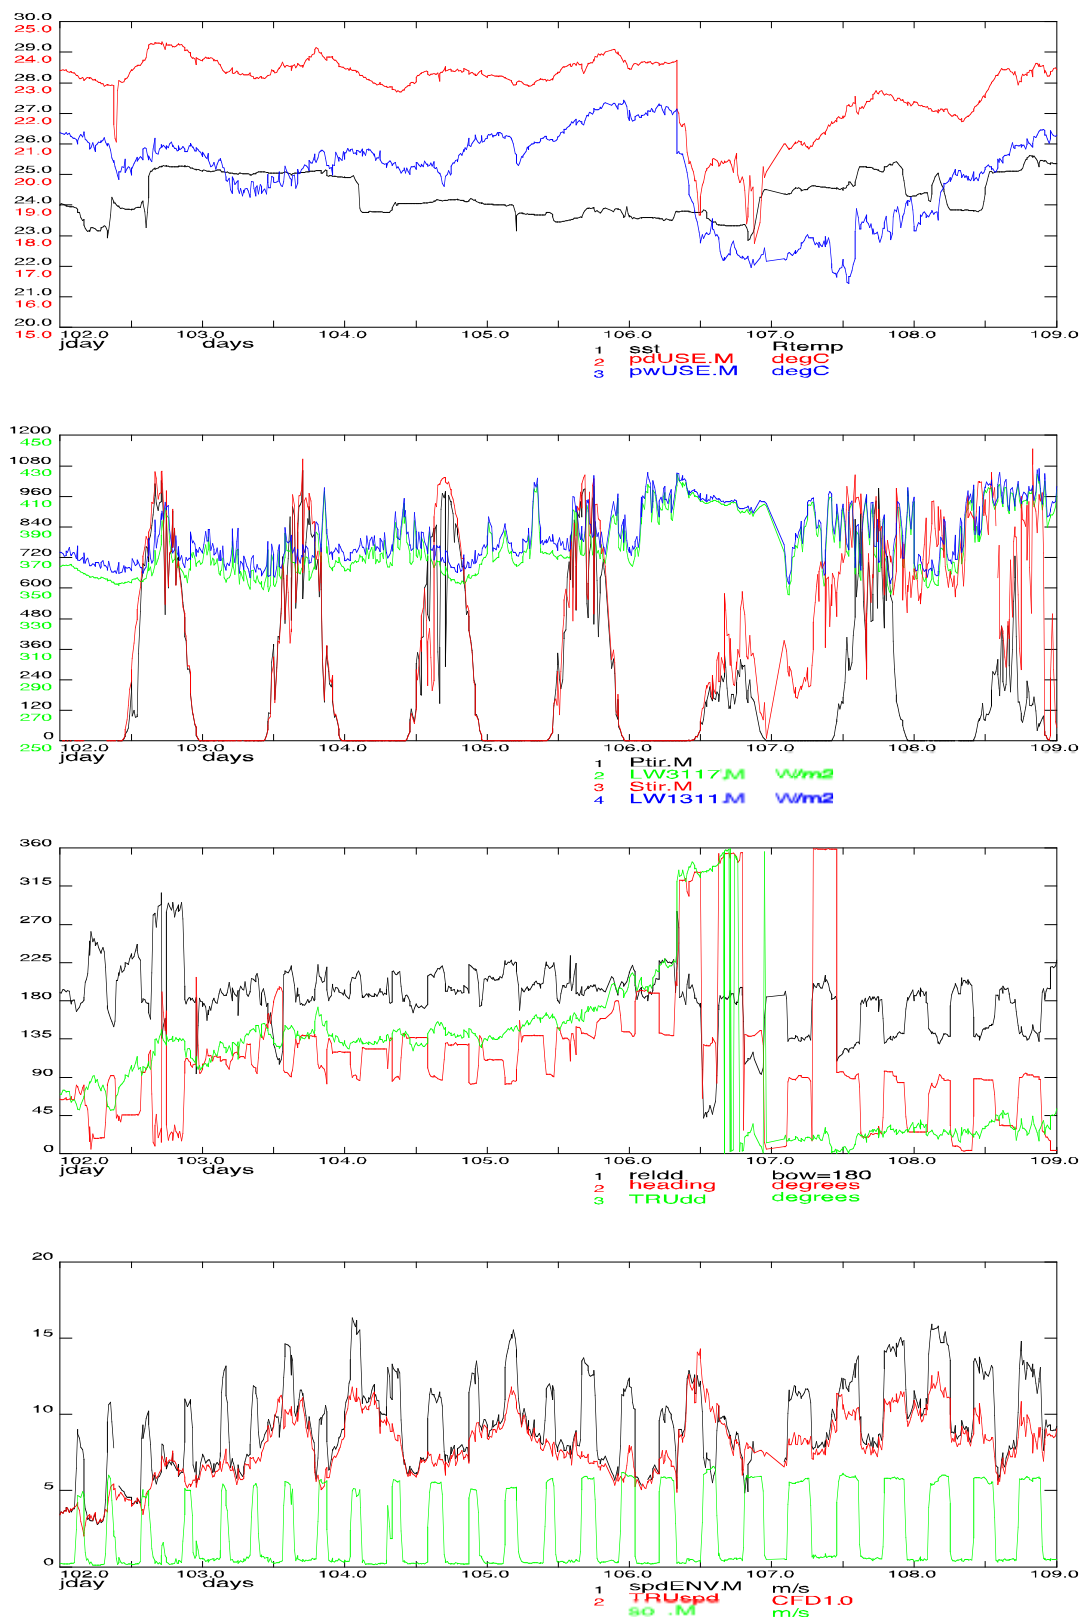 30.0
25.0
29.0
24.0
28.0
23.0
27.0
22.0
26.0
21.0
25.0
20.0
24.0
19.0
23.0
18.0
22.0
17.0
21.0
16.0
20.0
15.0
102.0 103.0 104.0 105.0 106.0 107.0 108.0 109.0
jday days
1 sst Rtemp
2 pdUSE.M degC
3 pwUSE.M degC
1200
450
1080
430
960
410
840
390
720
370
600
350
480
330
360
310
240
290
120
270
0
250
102.0 103.0 104.0 105.0 106.0 107.0 108.0 109.0
jday days
1 Ptir.M
2 LW3117.M W/m2
3 Stir.M
4 LW1311.M W/m2
360
315
270
225
180
135
90
45
0
102.0 103.0 104.0 105.0 106.0 107.0 108.0 109.0
jday days
1 reldd bow=180
2 heading degrees
3 TRUdd degrees
20
15
10
5
0
102.0 103.0 104.0 105.0 106.0 107.0 108.0 109.0
jday days
1 spdENV.M m/s
2 TRUspd CFD1.0
.M m/s